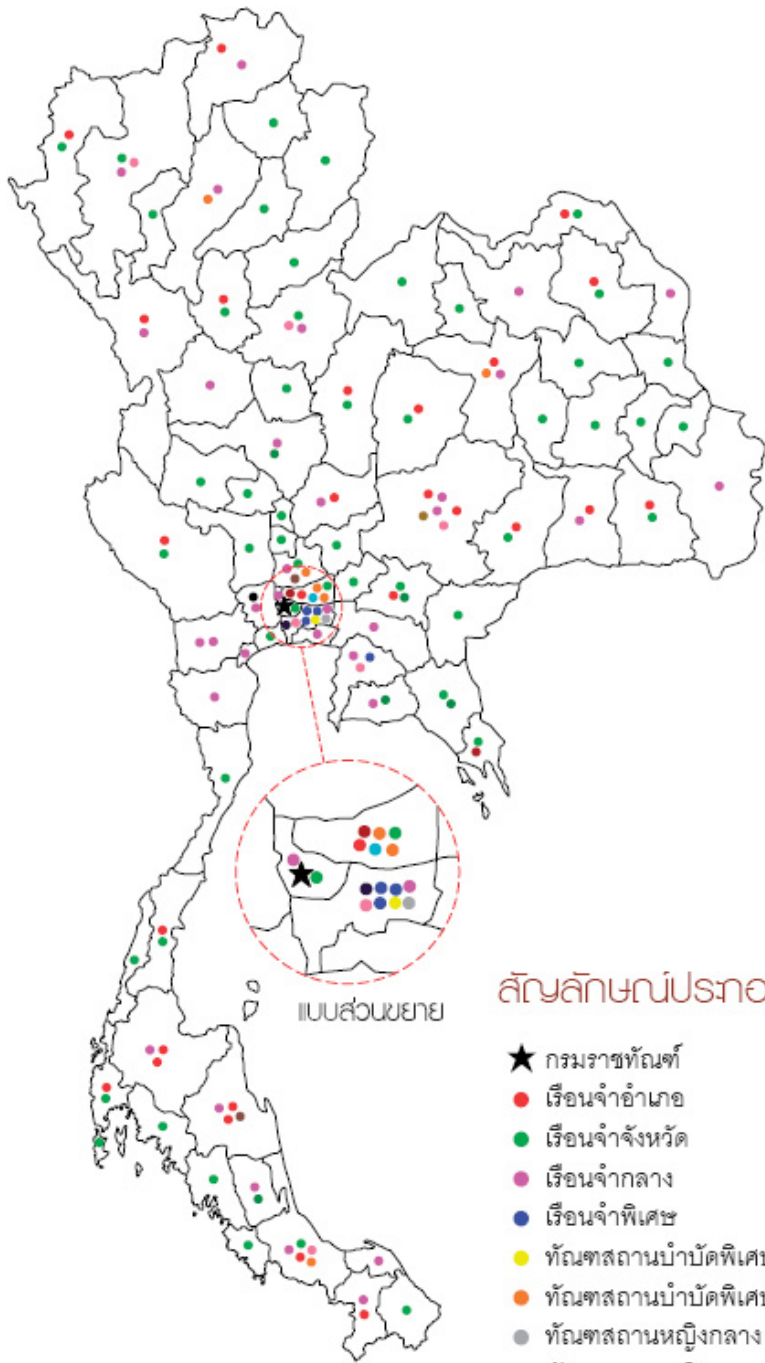 แบบส่วนขยาย
สัญลักษณ์ประกอ
กรมราชทัณฑ์
เรือนจำอำเภอ
เรือนจำจังหวัด
เรือนจำกลาง
เรือนจำพิเศษ
ทัณฑสถานบำบัดพิเศษ
ทัณฑสถานบำบัดพิเศษ
ทัณฑสถานหญิงกลาง